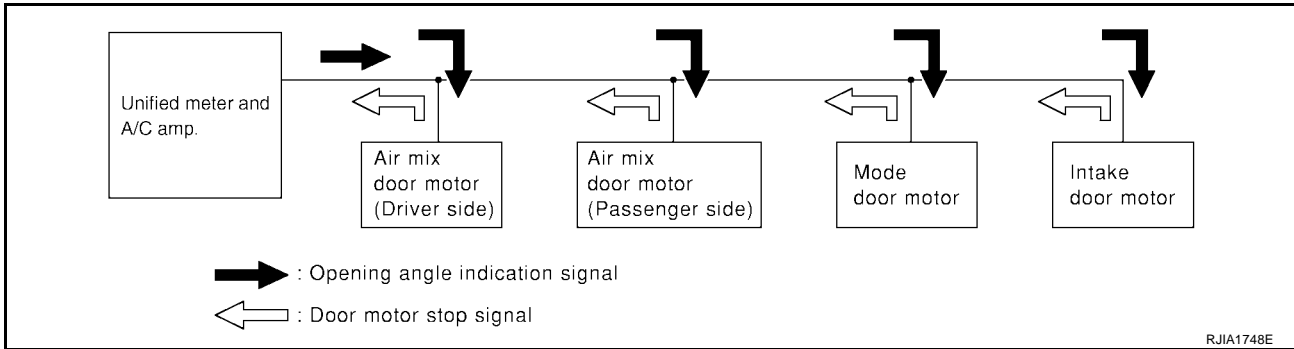 Unified meter and
A/C amp.
Air mix
door motor
(Driver side)
Air mix
door motor
(Passenger side)
Mode
door motor
Intake
door motor
: Opening angle indication signal
: Door motor stop signal
RJIA1748E